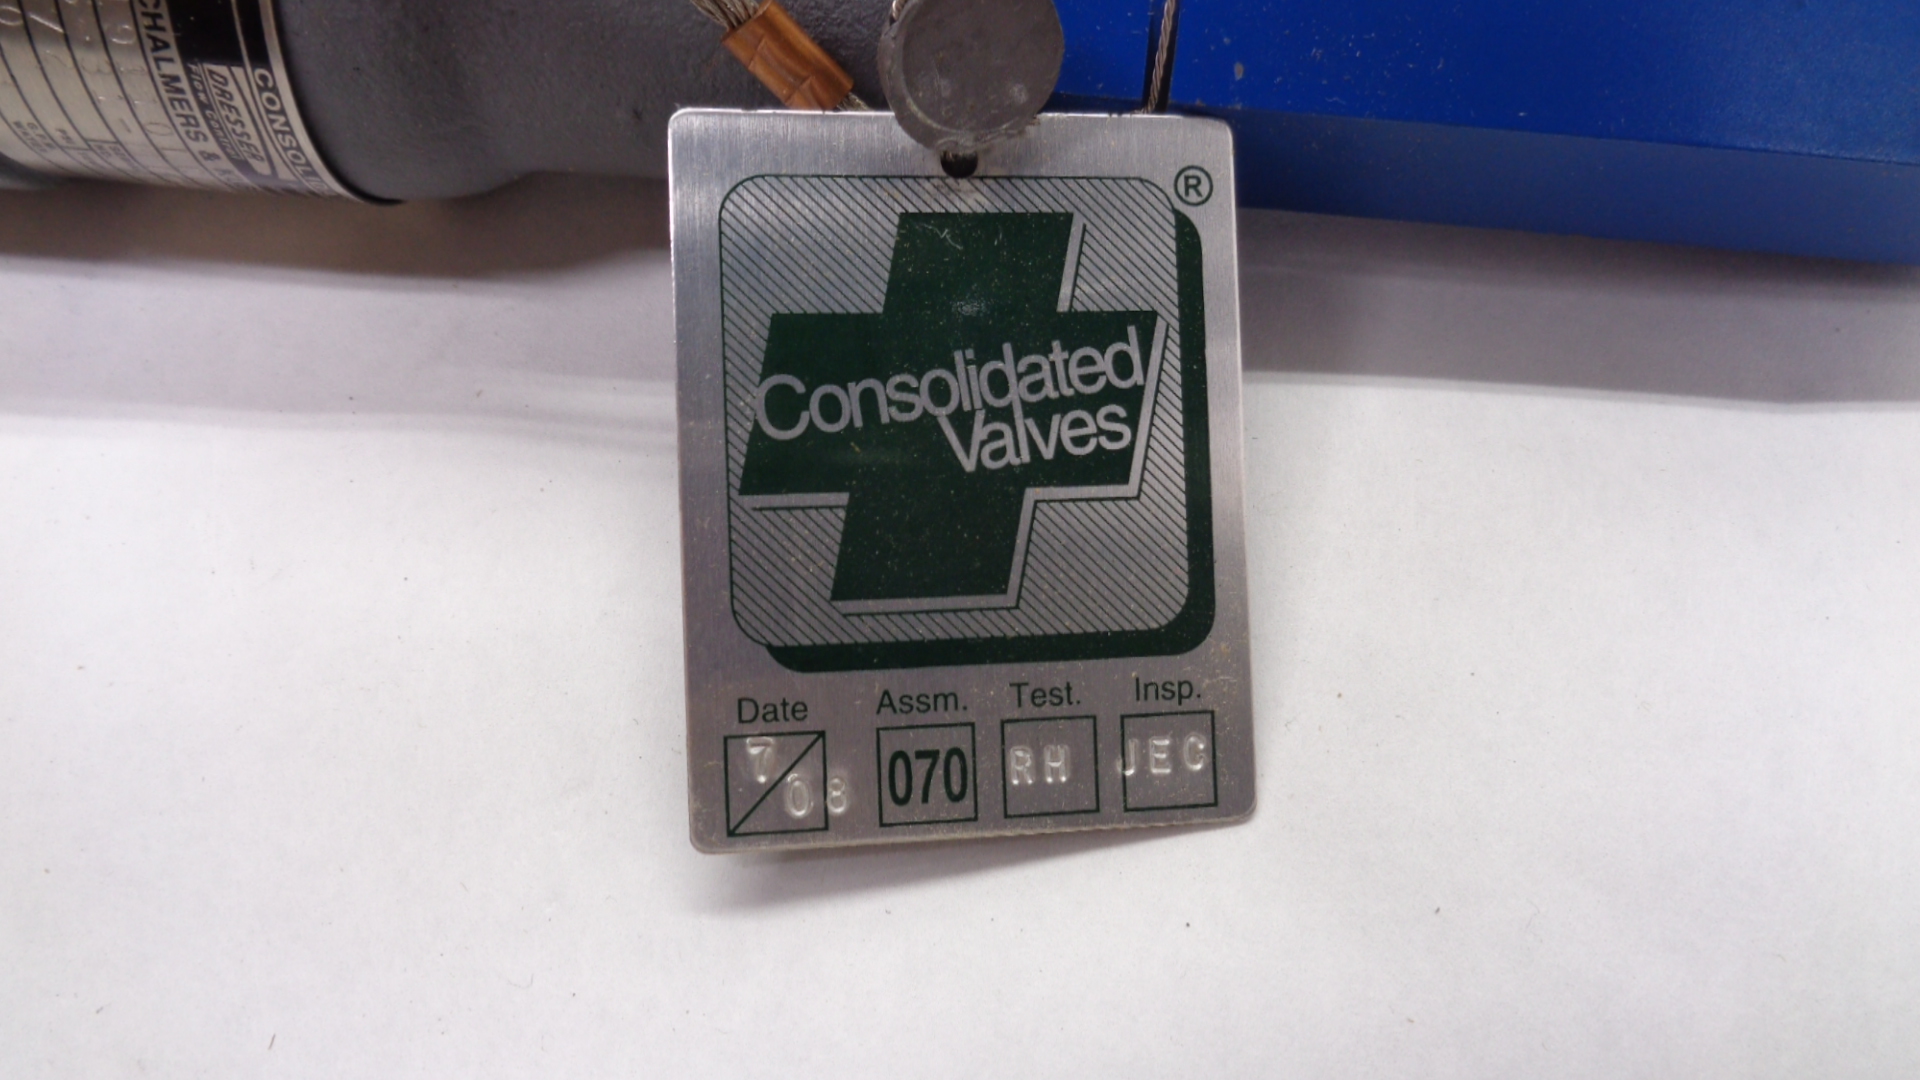 CONSOL
DRESSER
CHALMERS &
®
Consolidated
Valves
Date Assm. Test. Insp.
7 070 RH JEC
08